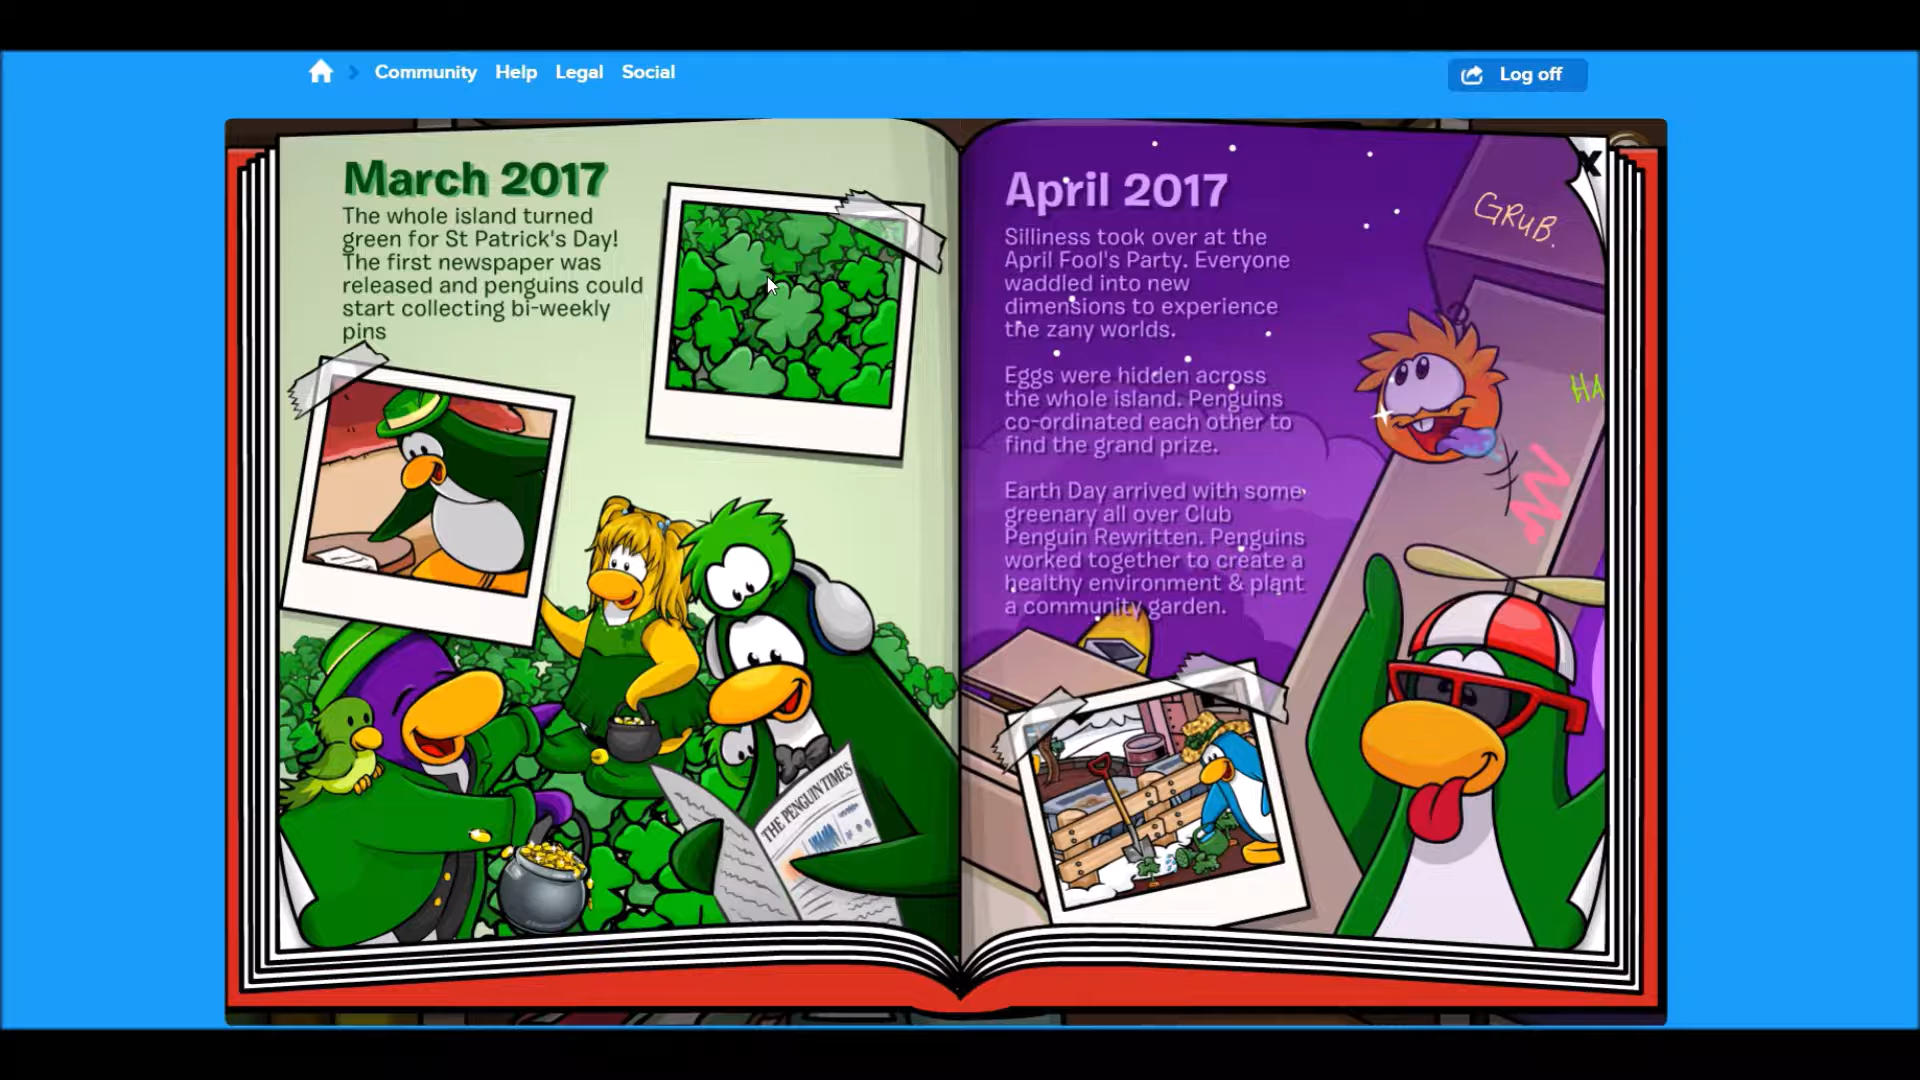 Community Help Legal Social
Log off
March 2017
The whole island turned
green for St Patrick's Day!
The first newspaper was
released and penguins could
start collecting bi-weekly
pins
THE PENGUIN TIMES
April 2017
Silliness took over at the
April Fool's Party. Everyone
waddled into new
dimensions to experience
the zany worlds.
Eggs were hidden across
the whole island. Penguins
co-ordinated each other to
find the grand prize.
Earth Day arrived with some
greenary all over Club
Penguin Rewritten. Penguins
worked together to create a
healthy environment & plant
a community garden.
X
GRUB.
HA